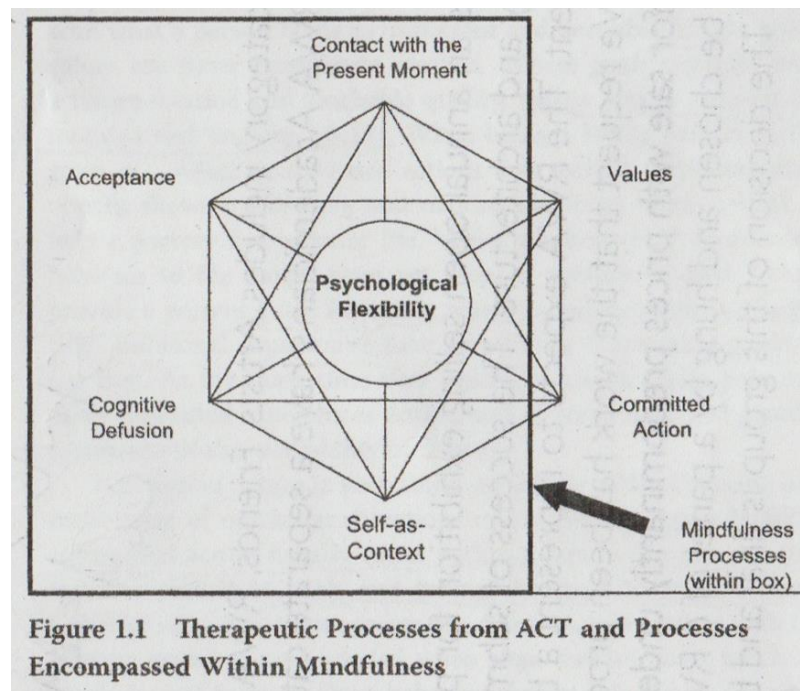 Contact with the
Present Moment
Acceptance
Values
Psychological
Flexibility
Cognitive
Defusion
Committed
Action
Self-as-
Context
Mindfulness
Processes
(within box)
Figure 1.1 Therapeutic Processes from ACT and Processes
Encompassed Within Mindfulness